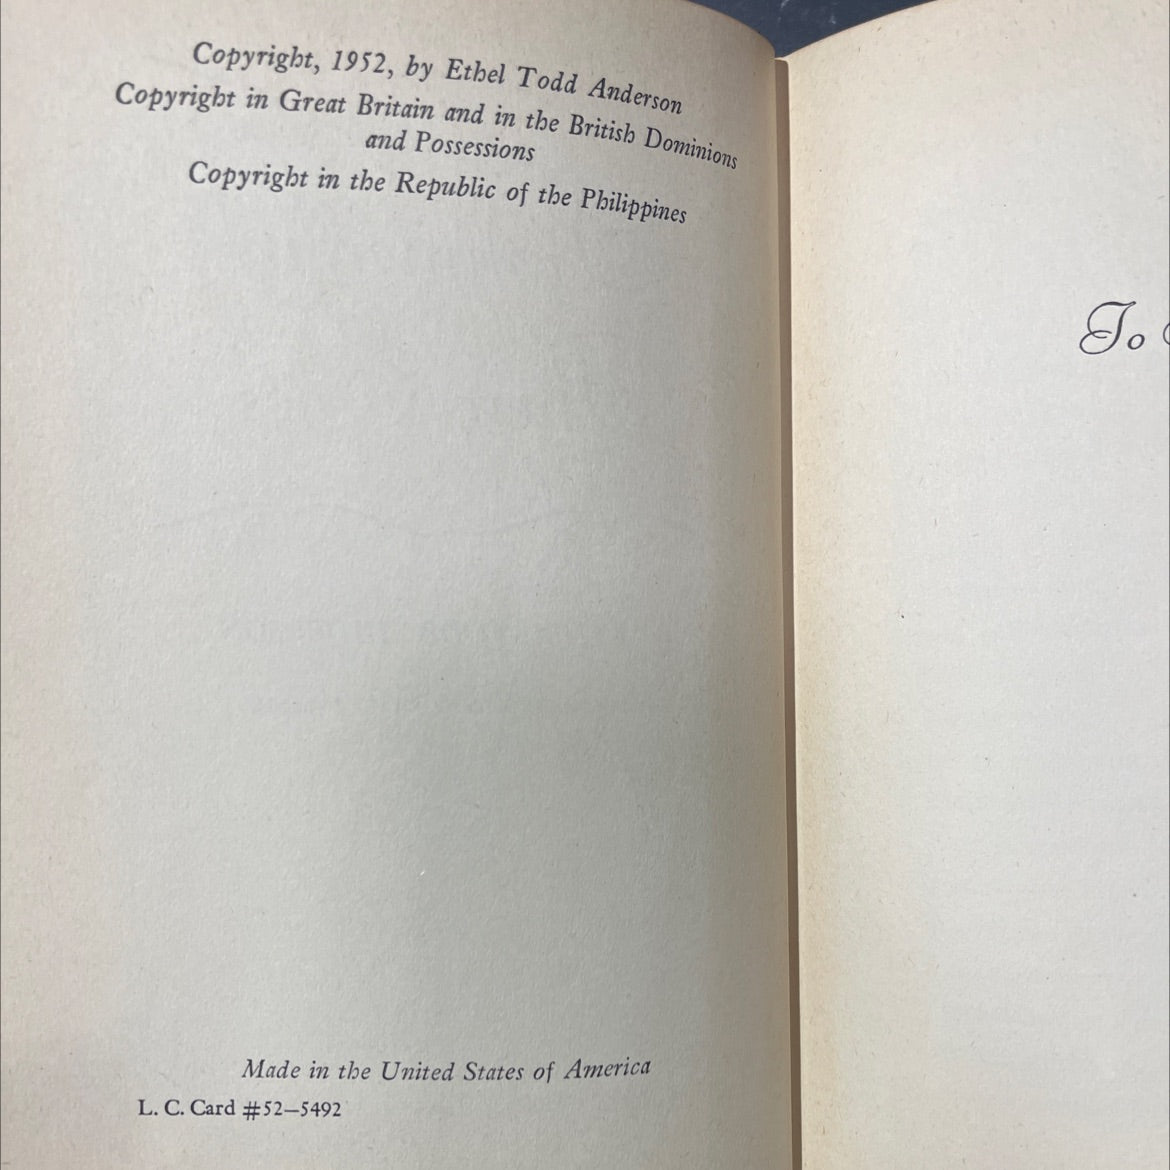 Copyright, 1952, by Ethel Todd Anderson
Copyright in Great Britain and in the British Dominions
and Possessions
Copyright in the Republic of the Philippines
Made in the United States of America
L. C. Card #52–5492
To